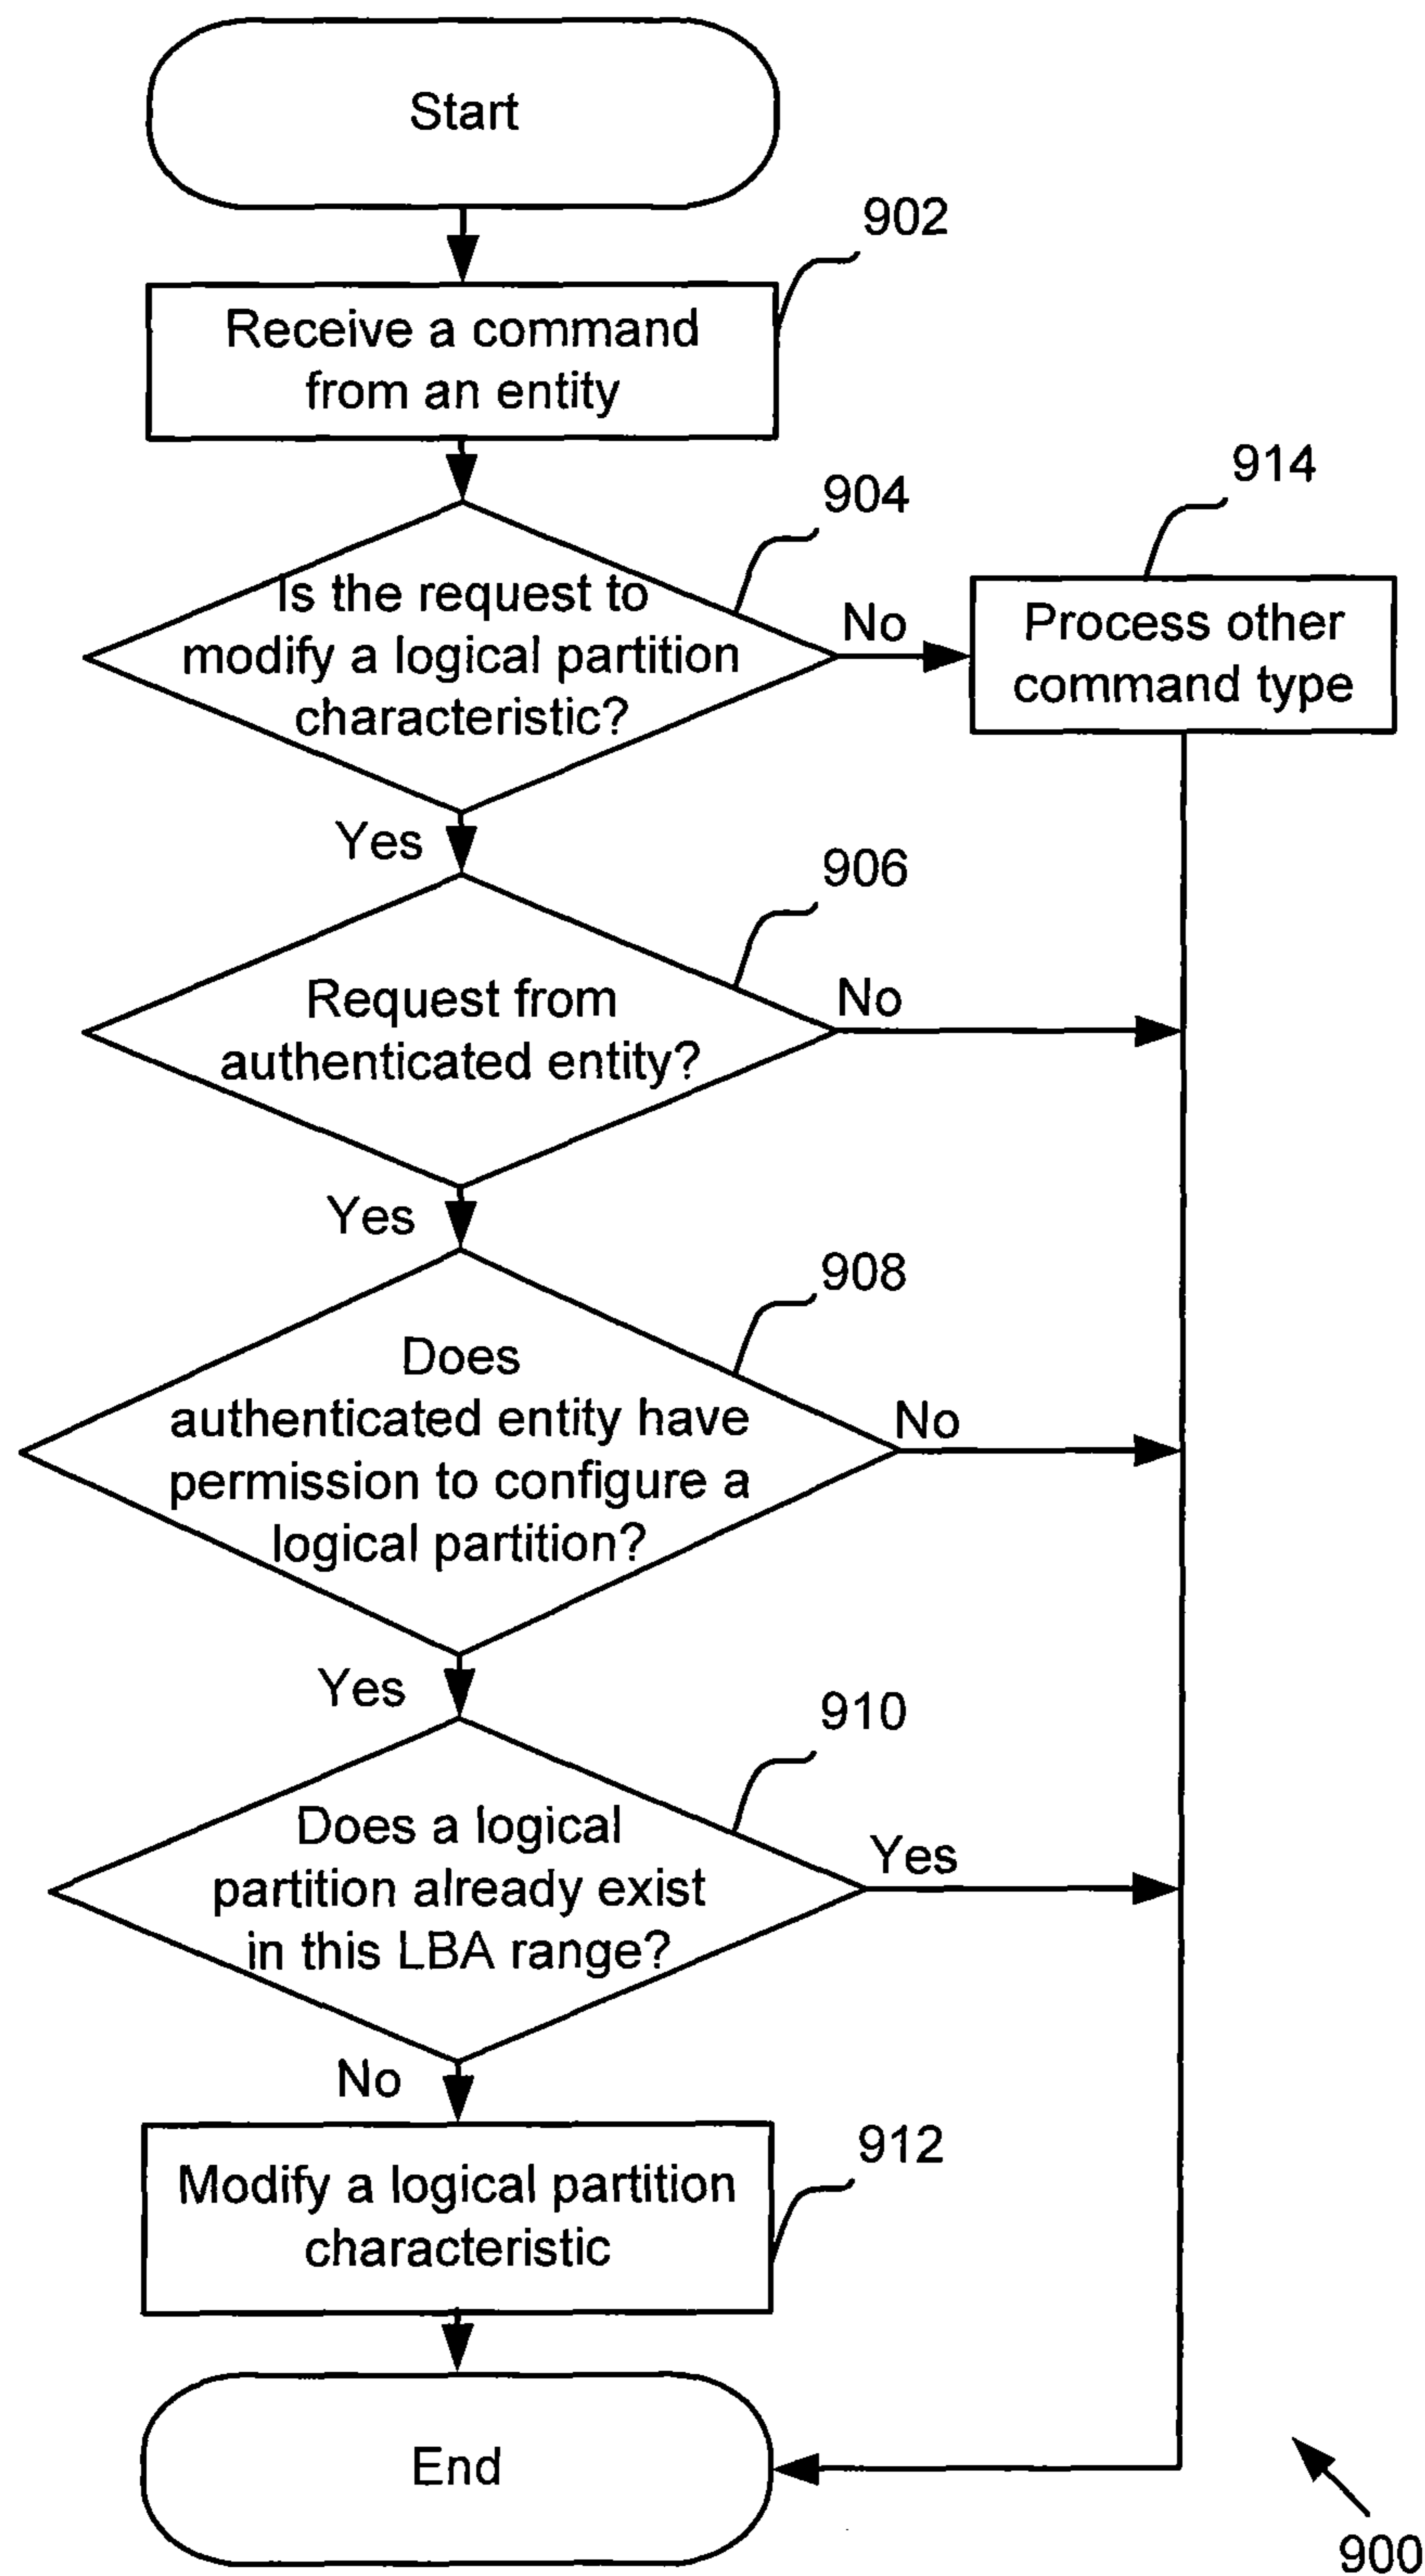 Start
902
Receive a command
from an entity
904
Is the request to
modify a logical partition
characteristic?
No
914
Process other
command type
Yes
906
Request from
authenticated entity?
No
Yes
908
Does
authenticated entity have
permission to configure a
logical partition?
No
Yes
910
Does a logical
partition already exist
in this LBA range?
Yes
No
912
Modify a logical partition
characteristic
End
900